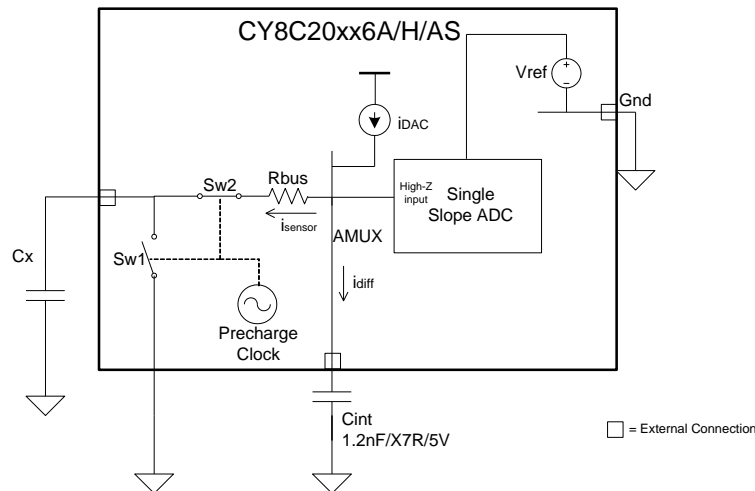 CY8C20xx6A/H/AS
Vref
+
−
Gnd
iDAC
Rbus
Sw2
High-Z
input
Single
Slope ADC
isensor
AMUX
Cx
Sw1
idiff
Precharge
Clock
Cint
1.2nF/X7R/5V
= External Connection